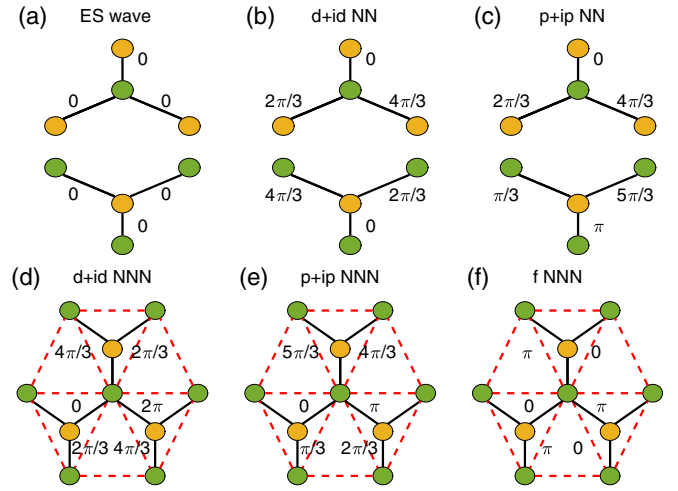 (a) ES wave (b) d+id NN (c) p+ip NN
0 0 0
0 0 2π/3 4π/3 2π/3 4π/3
0 0 4π/3 2π/3 π/3 5π/3
0 0 π
(d) d+id NNN (e) p+ip NNN (f) f NNN
4π/3 2π/3 5π/3 4π/3 π 0
0 2π 0 π 0 π
2π/3 4π/3 π/3 2π/3 π 0